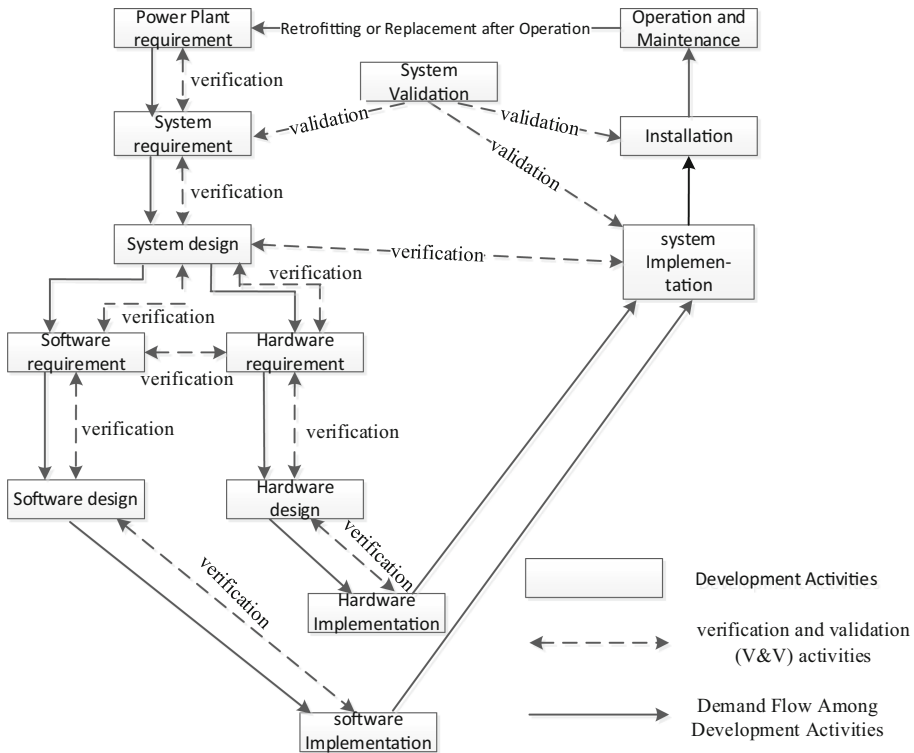 Power Plant
requirement
Retrofitting or Replacement after Operation
Operation and
Maintenance
verification
System
Validation
validation
validation
System
requirement
Installation
validation
verification
System design
verification
system
Implemen-
tation
verification
verification
Software
requirement
verification
Hardware
requirement
verification
verification
Software design
Hardware
design
verification
verification
Hardware
Implementation
software
Implementation
Development Activities
verification and validation
(V&V) activities
Demand Flow Among
Development Activities